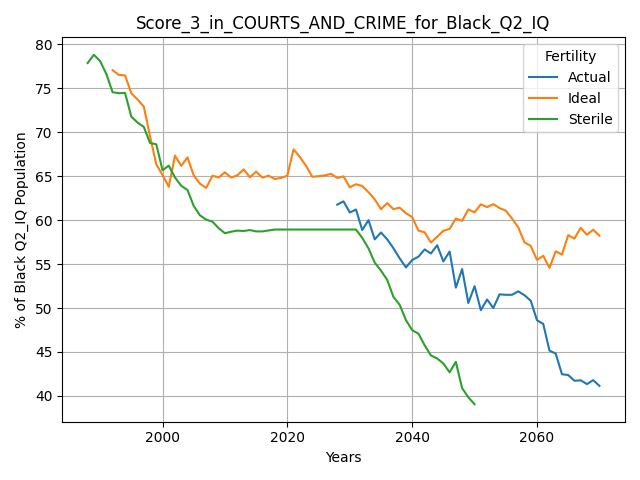 Score_3_in_COURTS_AND_CRIME_for_Black_Q2_IQ
Fertility
Actual
Ideal
Sterile
% of Black Q2_IQ Population
80
75
70
65
60
55
50
45
40
2000
2020
2040
2060
Years